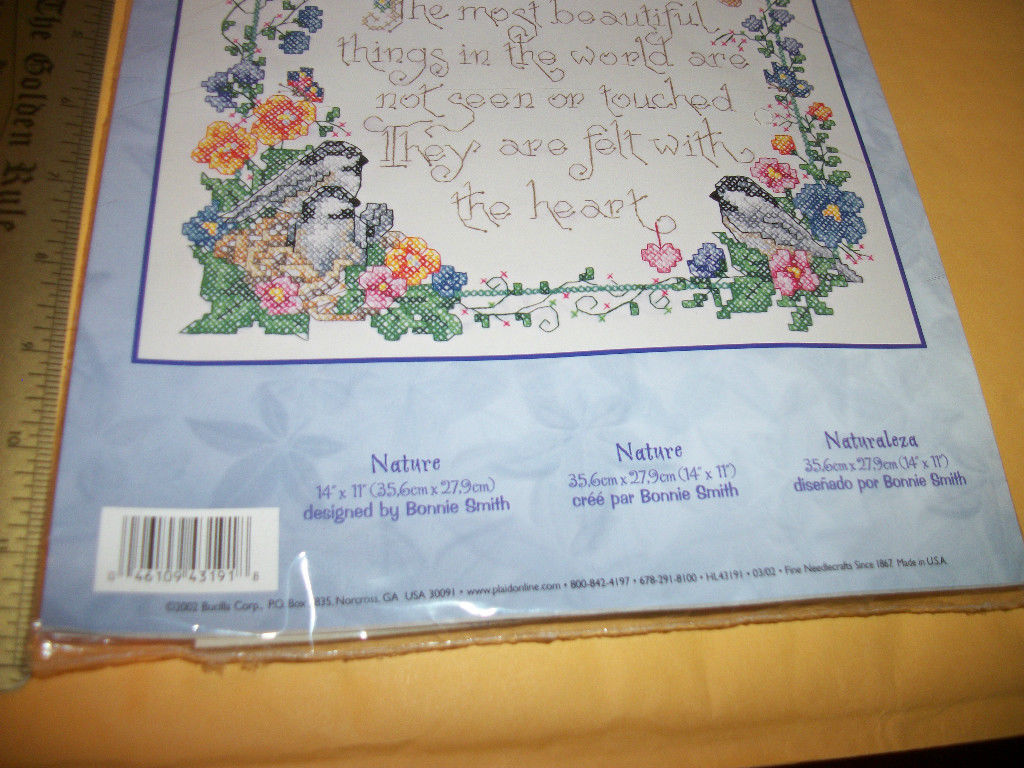 The Golden Rule
The most beautiful
things in the world are
not seen or touched
They are felt with
the heart
Nature
14" x 11" (35,6cm x 27,9cm)
designed by Bonnie Smith
Nature
35,6cm x 27,9cm (14" x 11")
créé par Bonnie Smith
Naturaleza
35,6cm x 27,9cm (14" x 11")
diseñado por Bonnie Smith
0 46109 43191 8
©2002 Bucilla Corp., P.O. Box 835, Norcross, GA USA 30091 • www.plaidonline.com • 800-842-4197 • 678-291-8100 • HL43191 • 03/02 • Fine Needlecrafts Since 1867 Made in U.S.A.